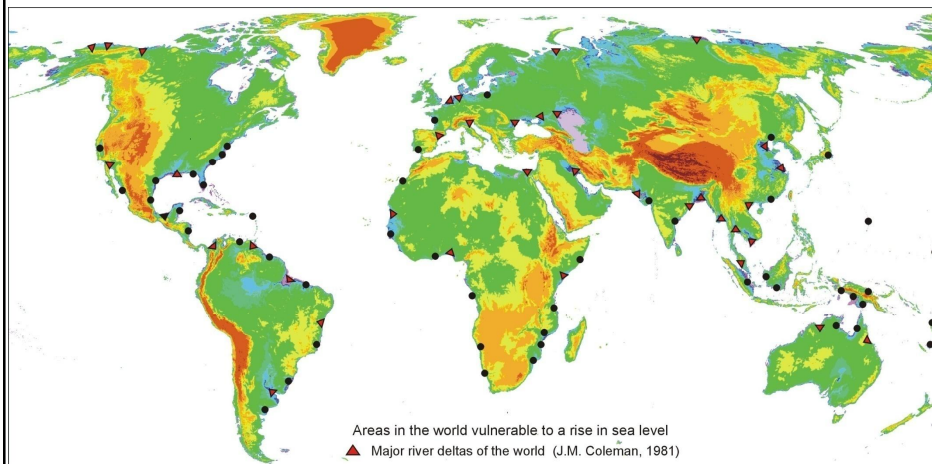 Areas in the world vulnerable to a rise in sea level
Major river deltas of the world (J.M. Coleman, 1981)